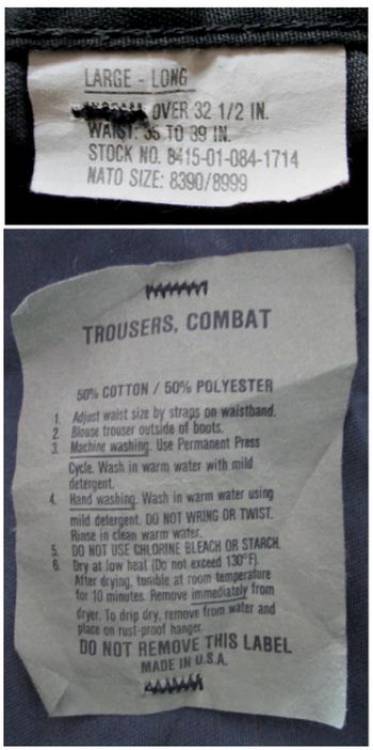 LARGE - LONG
OVER 32 1/2 IN.
WAIST: 35 TO 39 IN.
STOCK NO. 8415-01-084-1714
NATO SIZE: 8390/8999
TROUSERS, COMBAT
50% COTTON / 50% POLYESTER
1. Adjust waist size by straps on waistband.
2. Blouse trouser outside of boots.
3. Machine washing. Use Permanent Press
Cycle. Wash in warm water with mild
detergent.
4. Hand washing. Wash in warm water using
mild detergent. DO NOT WRING OR TWIST.
Rinse in clean warm water.
5. DO NOT USE CHLORINE BLEACH OR STARCH.
6. Dry at low heat (Do not exceed 130°F).
After drying, tumble at room temperature
for 10 minutes. Remove immediately from
dryer. To drip dry, remove from water and
place on rust-proof hanger.
DO NOT REMOVE THIS LABEL
MADE IN U.S.A.